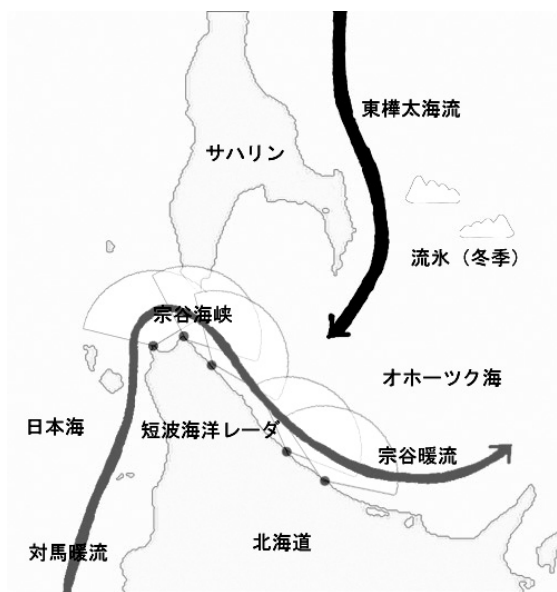 東樺太海流
サハリン
流氷（冬季）
宗谷海峡
オホーツク海
日本海
短波海洋レーダ
宗谷暖流
対馬暖流
北海道